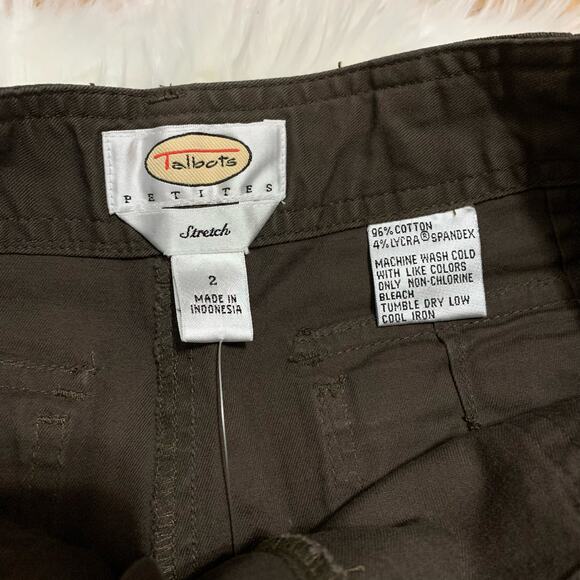 Talbots
PETITES
Stretch
2
MADE IN
INDONESIA
96% COTTON
4% LYCRA® SPANDEX
MACHINE WASH COLD
WITH LIKE COLORS
ONLY NON-CHLORINE
BLEACH
TUMBLE DRY LOW
COOL IRON